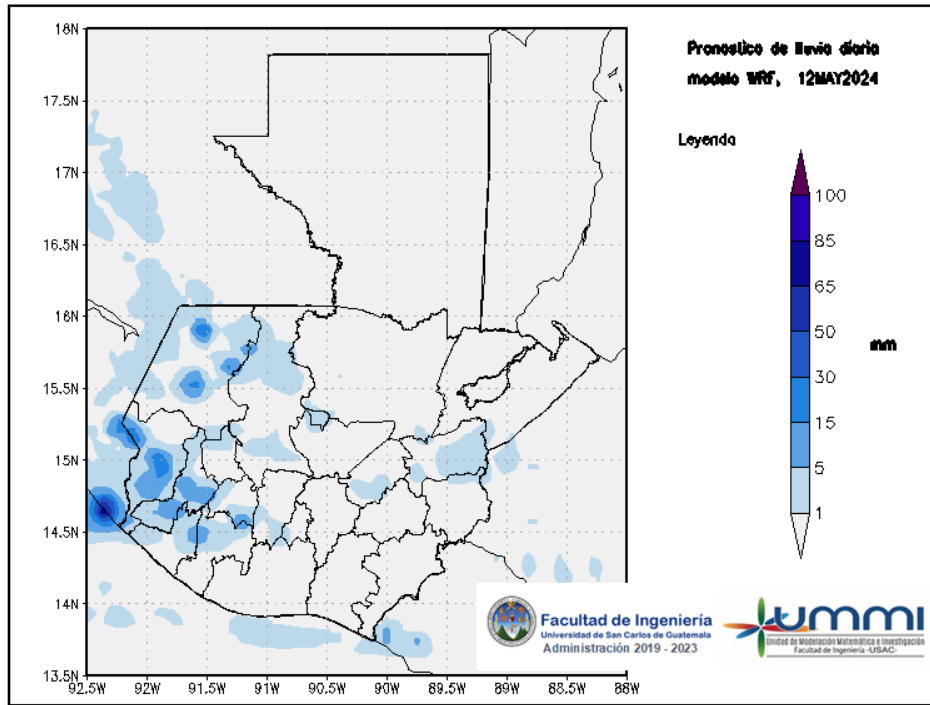 Pronostico de lluvia diaria
modelo WRF, 12MAY2024
Leyenda
100
85
65
50
30
15
5
1
mm
18N
17.5N
17N
16.5N
16N
15.5N
15N
14.5N
14N
13.5N
92.5W 92W 91.5W 91W 90.5W 90W 89.5W 89W 88.5W 88W
Facultad de Ingeniería
Universidad de San Carlos de Guatemala
Administración 2019 - 2023
ummi
Unidad de Modelación Matemática e Investigación
Facultad de Ingeniería -USAC-